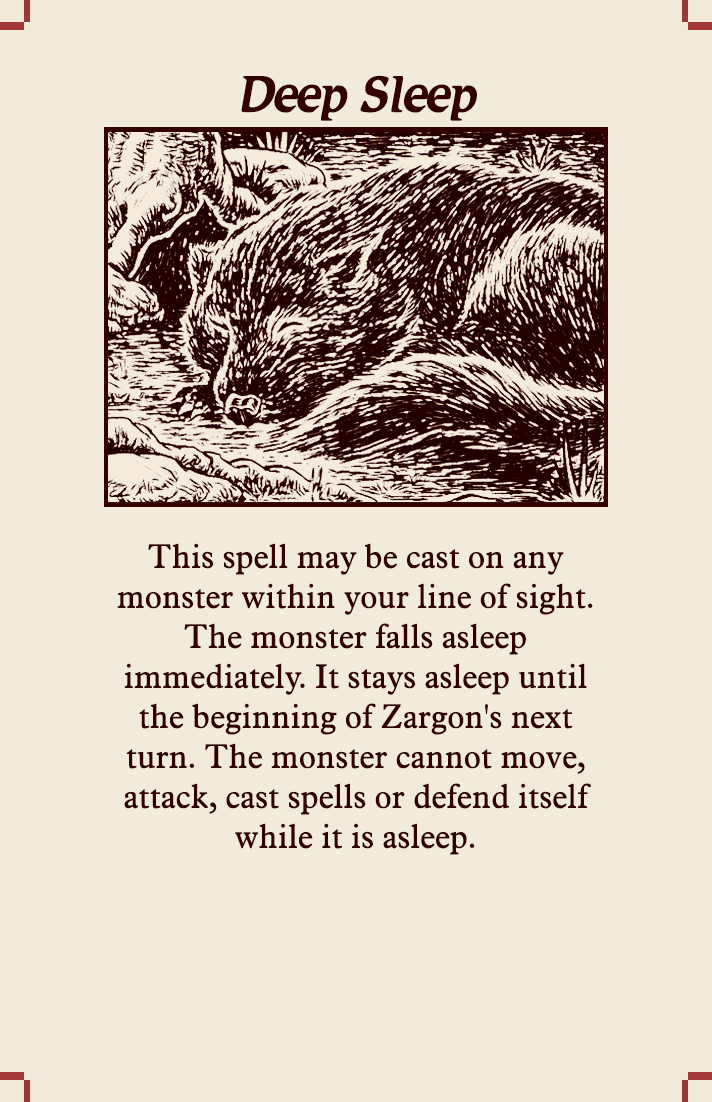 Deep Sleep
This spell may be cast on any
monster within your line of sight.
The monster falls asleep
immediately. It stays asleep until
the beginning of Zargon's next
turn. The monster cannot move,
attack, cast spells or defend itself
while it is asleep.